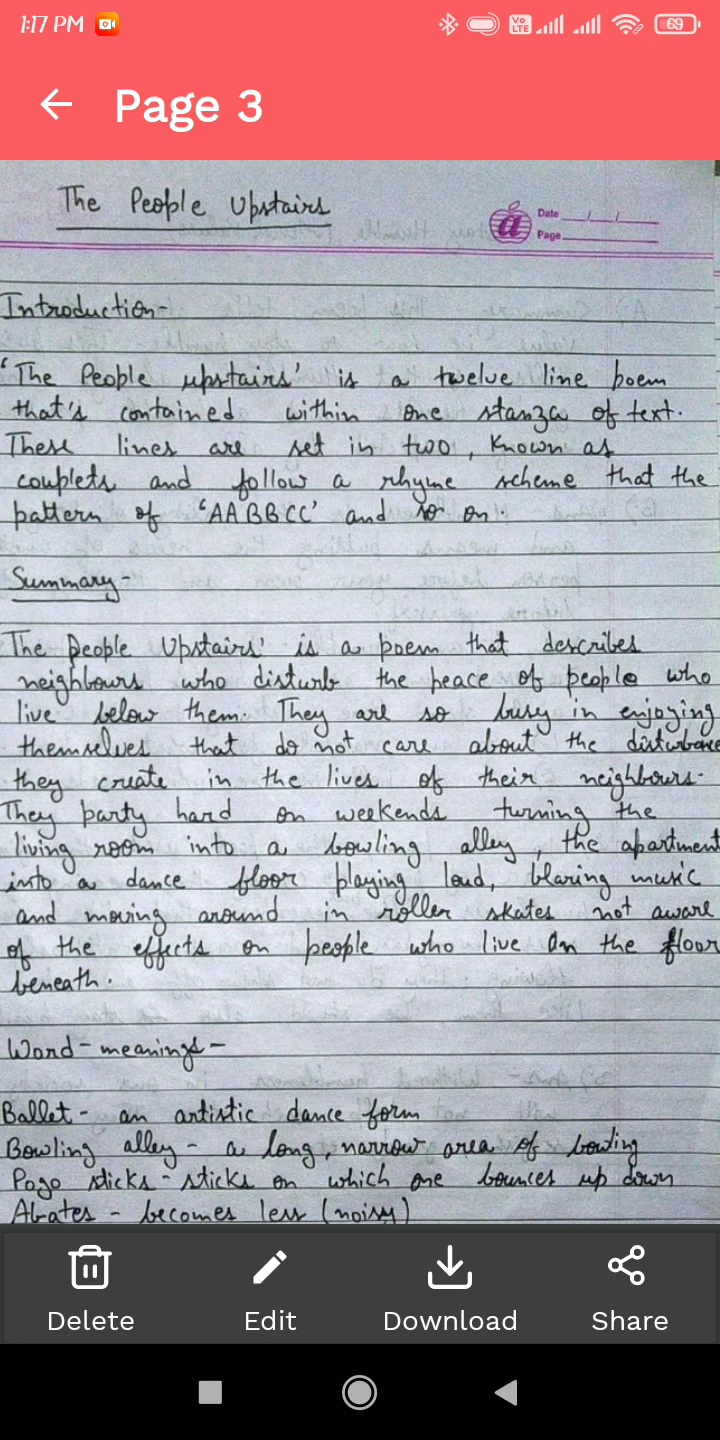 1:17 PM
Vo LTE 69
Page 3
The People Upstairs
a
Date __/__/__
Page
Introduction-
'The People upstairs' is a twelve line poem
that's contained within one stanza of text.
These lines are set in two, known as
couplets and follow a rhyme scheme that the
pattern of 'AABBCC' and so on.
Summary-
The People Upstairs' is a poem that describes
neighbours who disturb the peace of people who
live below them. They are so busy in enjoying
themselves that do not care about the disturbance
they create in the lives of their neighbours.
They party hard on weekends turning the
living room into a bowling alley, the apartment
into a dance floor playing loud, blaring music
and moving around in roller skates not aware
of the effects on people who live on the floor
beneath.
Word-meanings-
Ballet- an artistic dance form
Bowling alley- a long, narrow area of bowling
Pogo sticks- sticks on which one bounces up down
Abates - becomes less (noisy)
Delete Edit Download Share